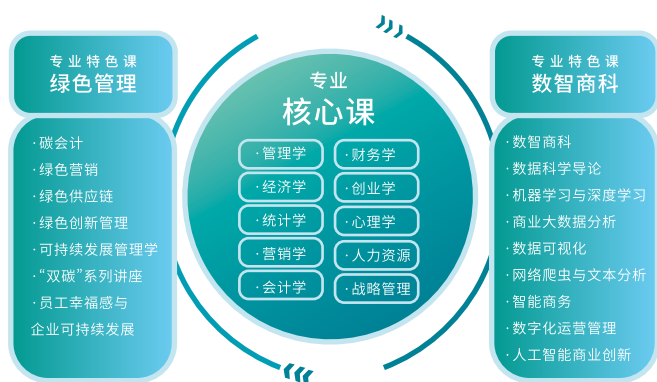 专业特色课
绿色管理
·碳会计
·绿色营销
·绿色供应链
·绿色创新管理
·可持续发展管理学
·“双碳”系列讲座
·员工幸福感与
企业可持续发展
专业
核心课
·管理学
·财务学
·经济学
·创业学
·统计学
·心理学
·营销学
·人力资源
·会计学
·战略管理
专业特色课
数智商科
·数智商科
·数据科学导论
·机器学习与深度学习
·商业大数据分析
·数据可视化
·网络爬虫与文本分析
·智能商务
·数字化运营管理
·人工智能商业创新